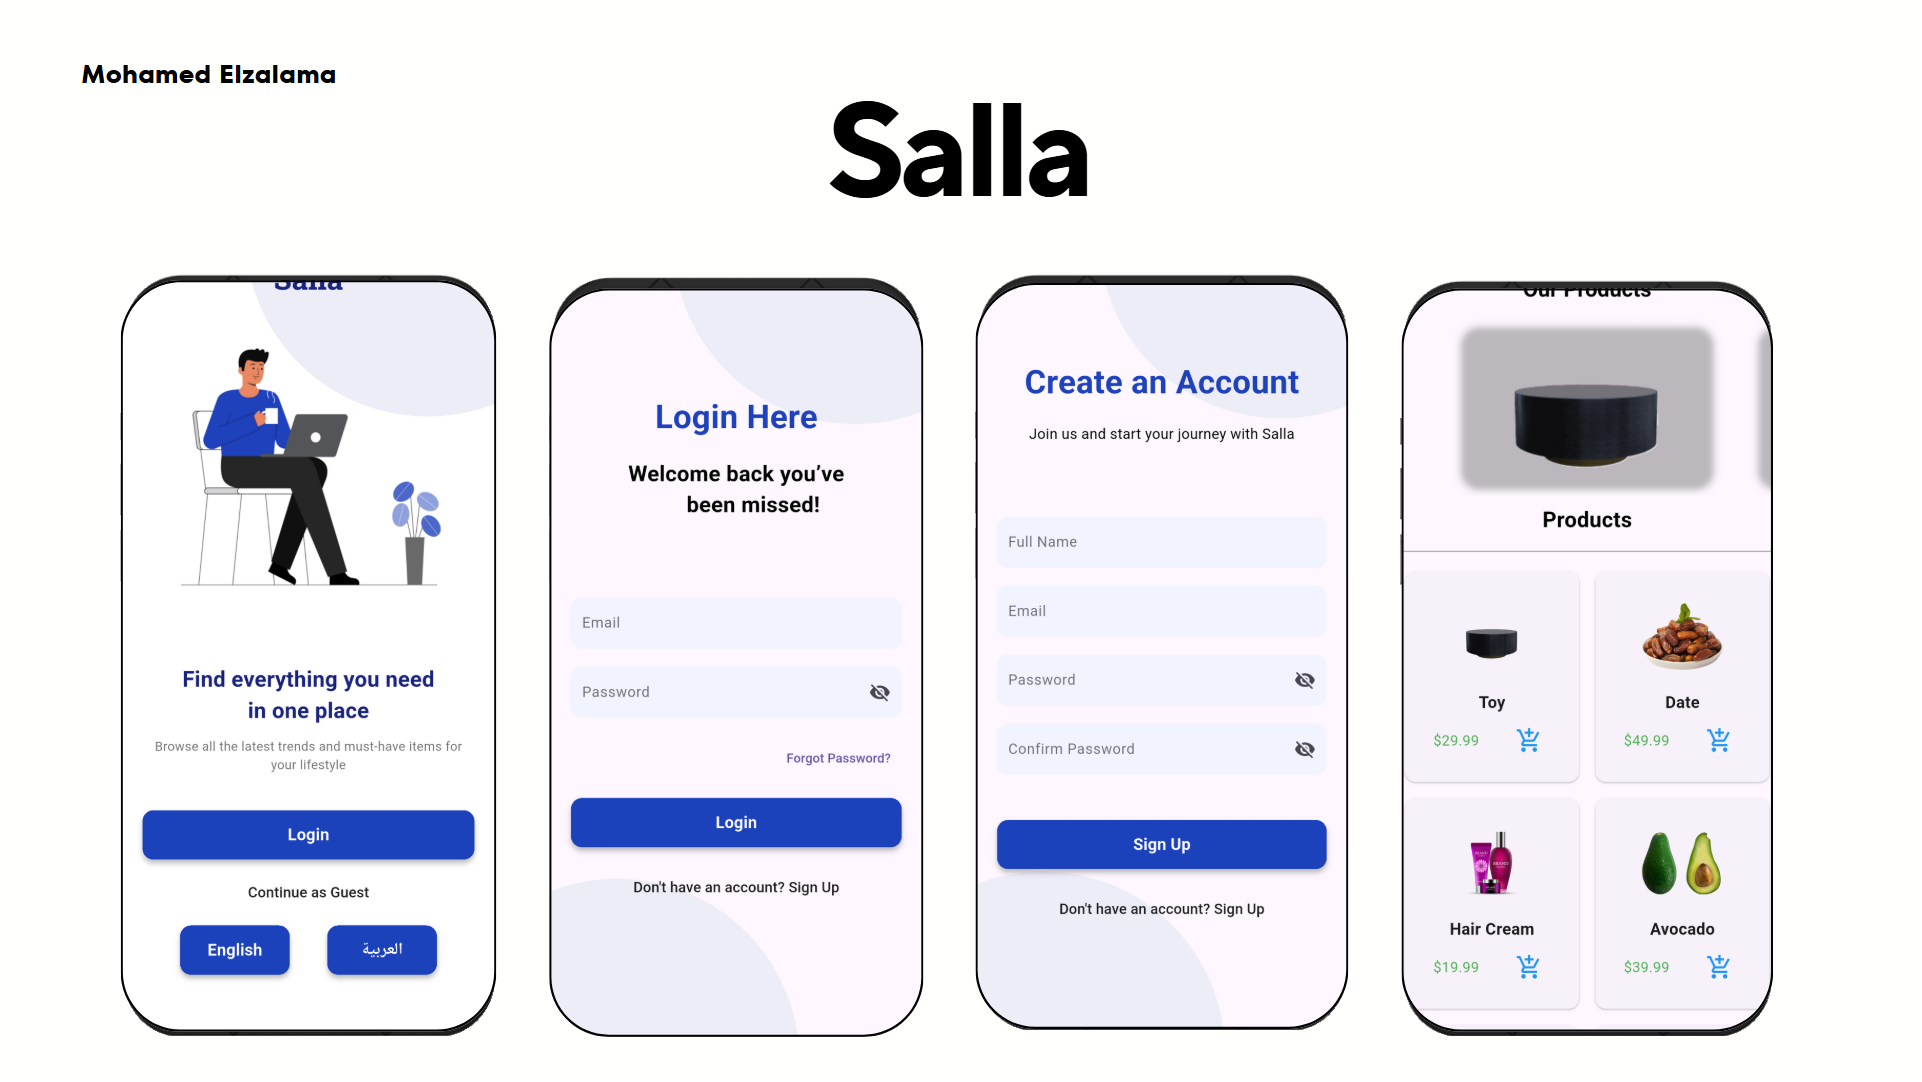 Mohamed Elzalama
Salla
Salla
Find everything you need
in one place
Browse all the latest trends and must-have items for
your lifestyle
Login
Continue as Guest
English
العربية
Login Here
Welcome back you’ve
been missed!
Email
Password
Forgot Password?
Login
Don't have an account? Sign Up
Create an Account
Join us and start your journey with Salla
Full Name
Email
Password
Confirm Password
Sign Up
Don't have an account? Sign Up
Our Products
Products
Toy
$29.99
Date
$49.99
Hair Cream
$19.99
Avocado
$39.99